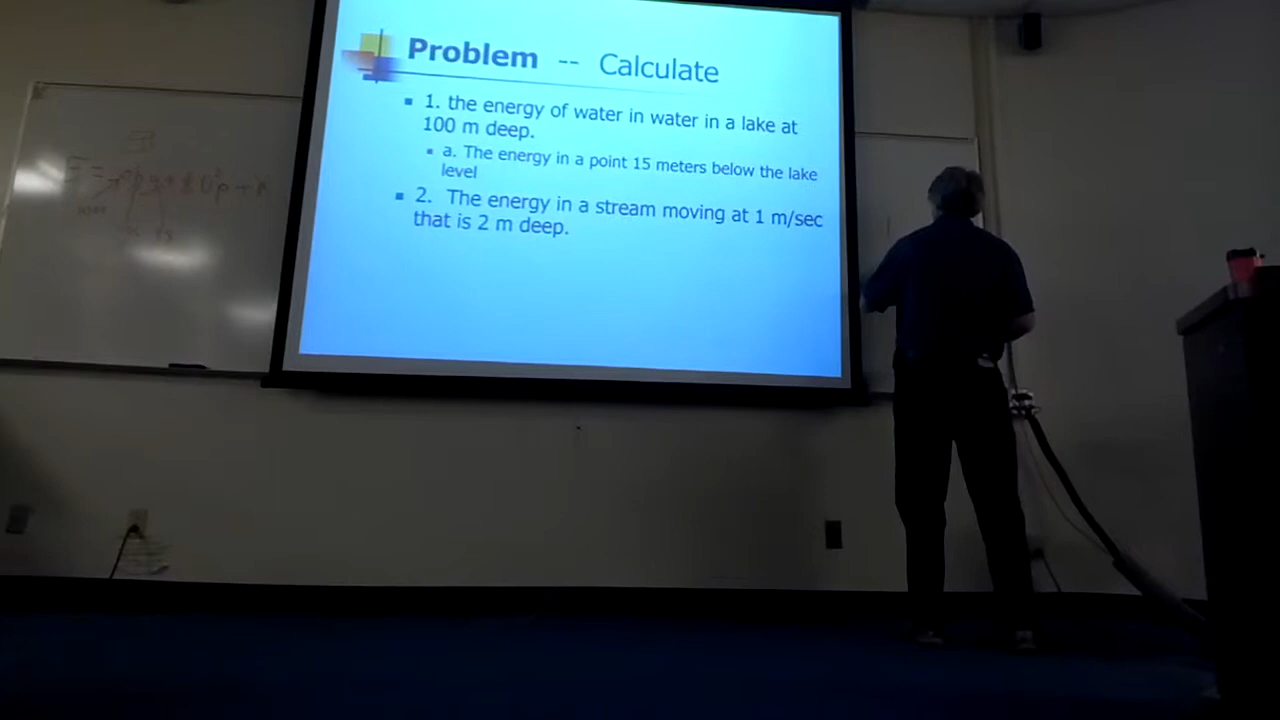 Problem -- Calculate
1. the energy of water in water in a lake at
100 m deep.
a. The energy in a point 15 meters below the lake
level
2. The energy in a stream moving at 1 m/sec
that is 2 m deep.